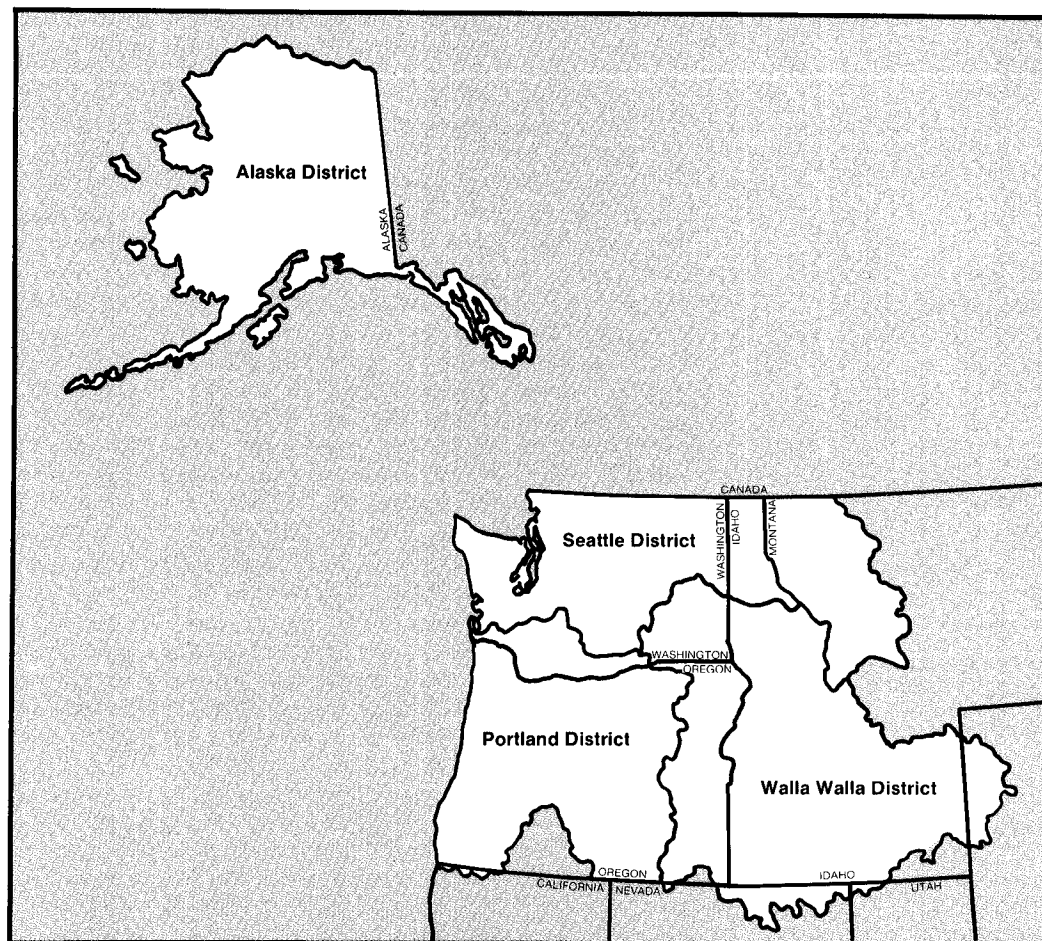 Alaska District
ALASKA
CANADA
CANADA
Seattle District
WASHINGTON
IDAHO
MONTANA
WASHINGTON
OREGON
Portland District
Walla Walla District
OREGON
IDAHO
CALIFORNIA
NEVADA
UTAH